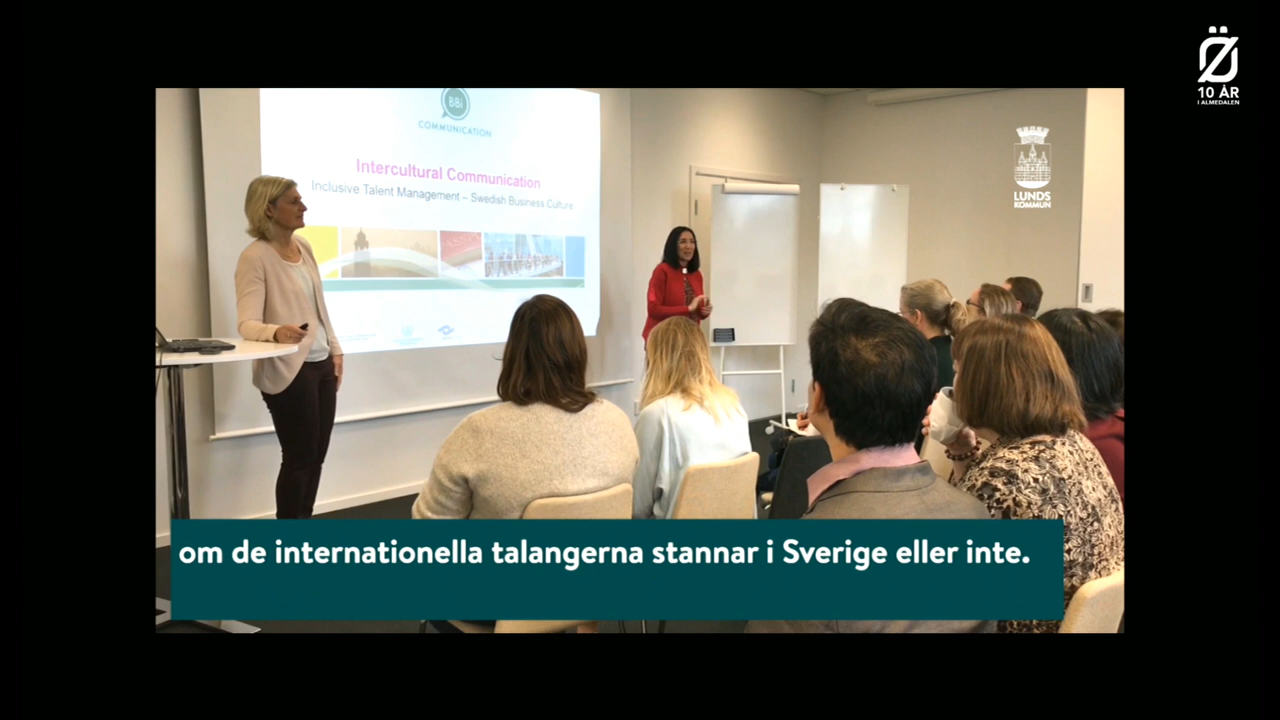 Ö
10 ÅR
I ALMEDALEN
BBi
COMMUNICATION
Intercultural Communication
Inclusive Talent Management – Swedish Business Culture
LUNDS
KOMMUN
om de internationella talangerna stannar i Sverige eller inte.